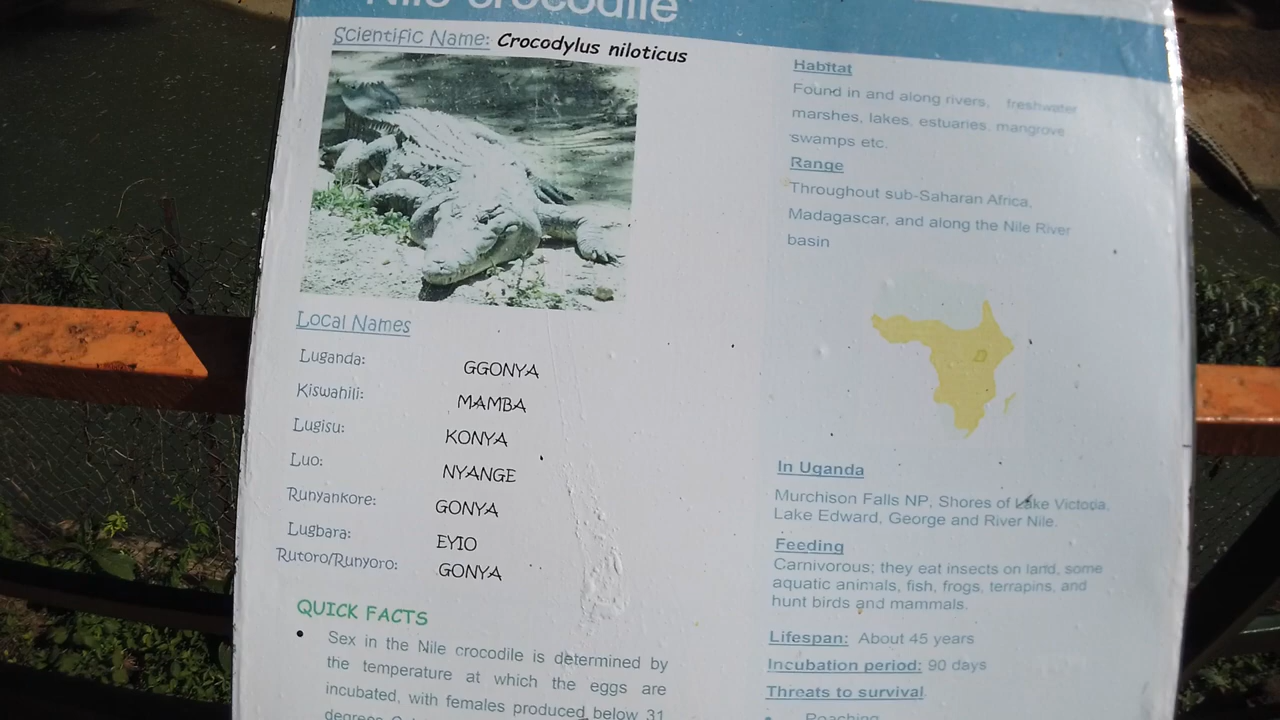 Nile crocodile
Scientific Name: Crocodylus niloticus
Local Names
Luganda: GGONYA
Kiswahili: MAMBA
Lugisu: KONYA
Luo: NYANGE
Runyankore: GONYA
Lugbara: EYIO
Rutoro/Runyoro: GONYA
QUICK FACTS
• Sex in the Nile crocodile is determined by
the temperature at which the eggs are
incubated, with females produced below 31
degrees
Habitat
Found in and along rivers, freshwater
marshes, lakes, estuaries, mangrove
swamps etc.
Range
Throughout sub-Saharan Africa,
Madagascar, and along the Nile River
basin
In Uganda
Murchison Falls NP, Shores of Lake Victoria,
Lake Edward, George and River Nile.
Feeding
Carnivorous; they eat insects on land, some
aquatic animals, fish, frogs, terrapins, and
hunt birds and mammals.
Lifespan: About 45 years
Incubation period: 90 days
Threats to survival
• Poaching